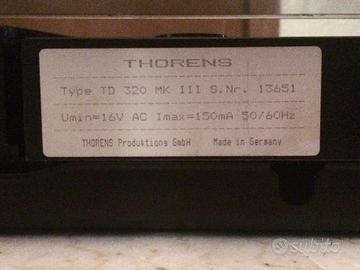 THORENS
Type TD 320 MK III S.Nr. 13651
Umin=16V AC Imax=150mA 50/60Hz
THORENS Produktions GmbH Made in Germany
subito